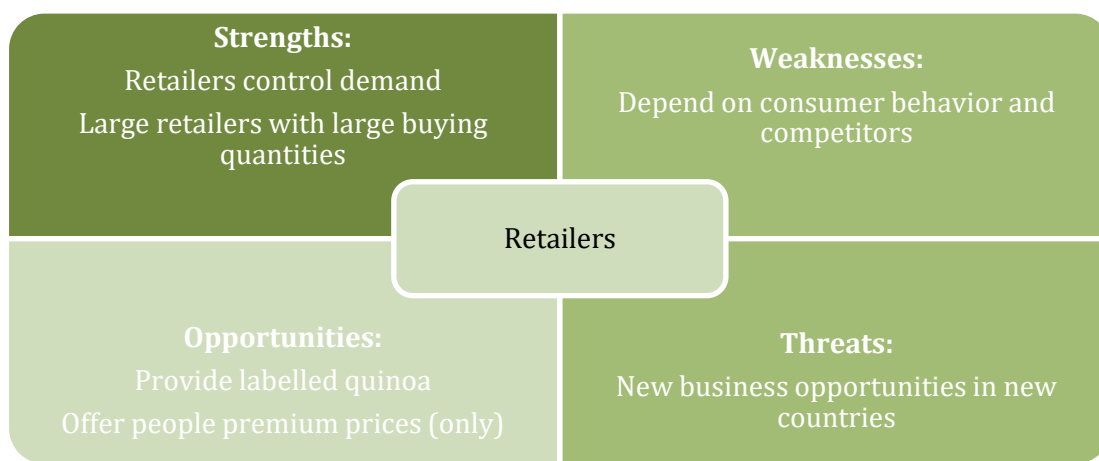 Strengths:
Retailers control demand
Large retailers with large buying
quantities
Weaknesses:
Depend on consumer behavior and
competitors
Retailers
Opportunities:
Provide labelled quinoa
Offer people premium prices (only)
Threats:
New business opportunities in new
countries